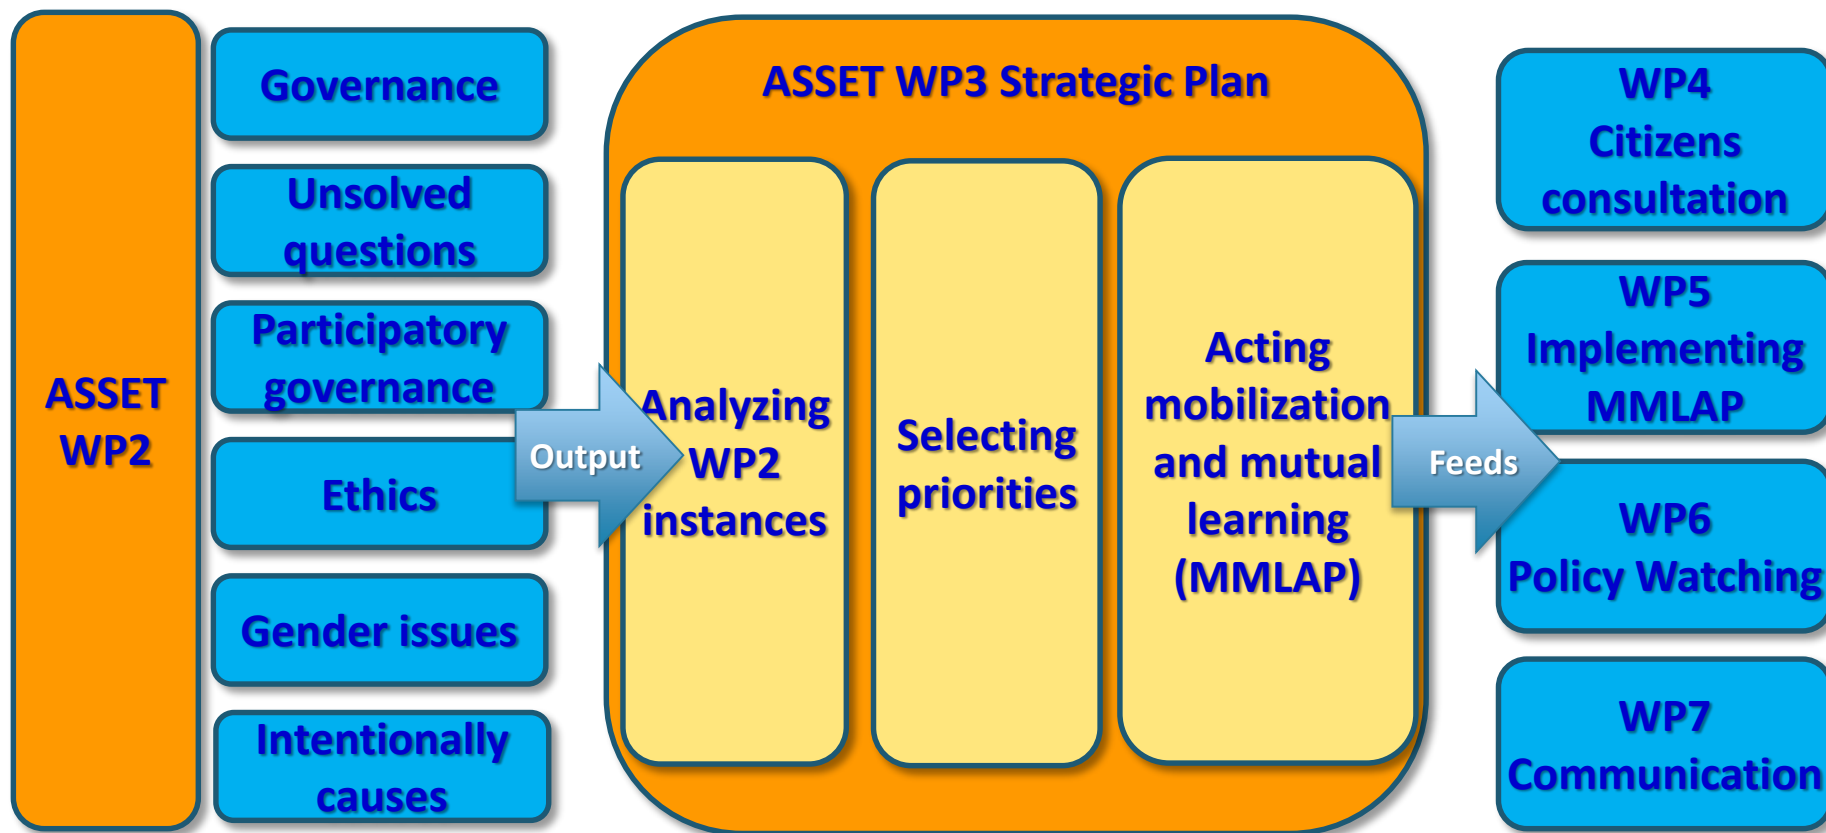 ASSET
WP2
Governance
Unsolved
questions
Participatory
governance
Ethics
Gender issues
Intentionally
causes
Output
ASSET WP3 Strategic Plan
Analyzing
WP2
instances
Selecting
priorities
Acting
mobilization
and mutual
learning
(MMLAP)
Feeds
WP4
Citizens
consultation
WP5
Implementing
MMLAP
WP6
Policy Watching
WP7
Communication